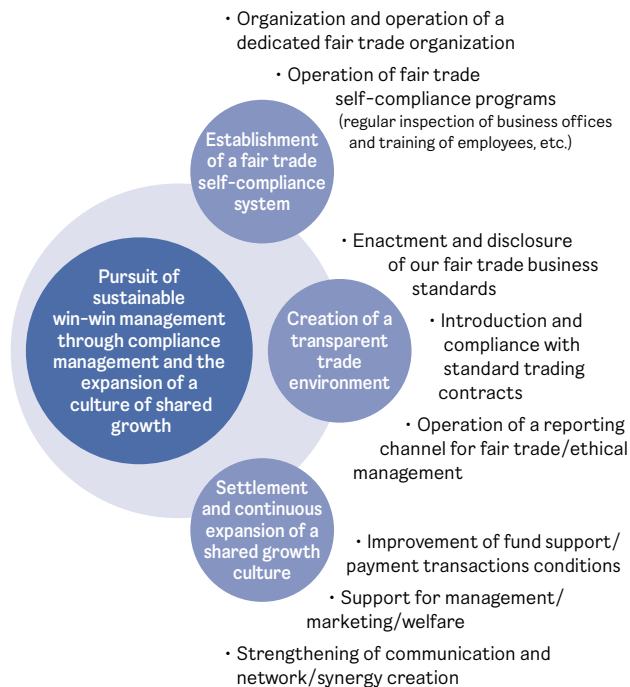 · Organization and operation of a
dedicated fair trade organization
· Operation of fair trade
self-compliance programs
(regular inspection of business offices
and training of employees, etc.)
Establishment
of a fair trade
self-compliance
system
· Enactment and disclosure
of our fair trade business
standards
Pursuit of
sustainable
win-win management
through compliance
management and the
expansion of a
culture of shared
growth
Creation of a
transparent
trade
environment
· Introduction and
compliance with
standard trading
contracts
· Operation of a reporting
channel for fair trade/ethical
management
Settlement
and continuous
expansion of a
shared growth
culture
· Improvement of fund support/
payment transactions conditions
· Support for management/
marketing/welfare
· Strengthening of communication and
network/synergy creation